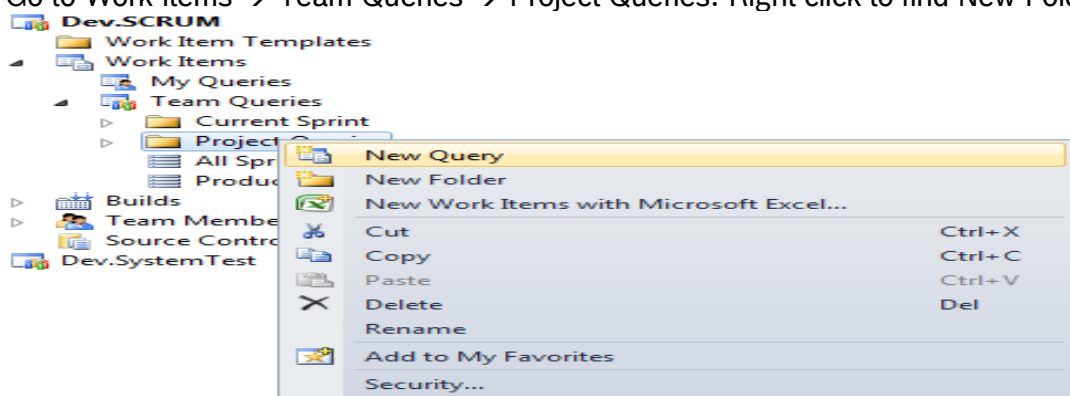 Go to Work Items → Team Queries → Project Queries. Right click to find New Fol
Dev.SCRUM
Work Item Templates
Work Items
My Queries
Team Queries
Current Sprint
Project
All Spr
Produc
Builds
Team Membe
Source Contro
Dev.SystemTest
New Query
New Folder
New Work Items with Microsoft Excel...
Cut Ctrl+X
Copy Ctrl+C
Paste Ctrl+V
Delete Del
Rename
Add to My Favorites
Security...